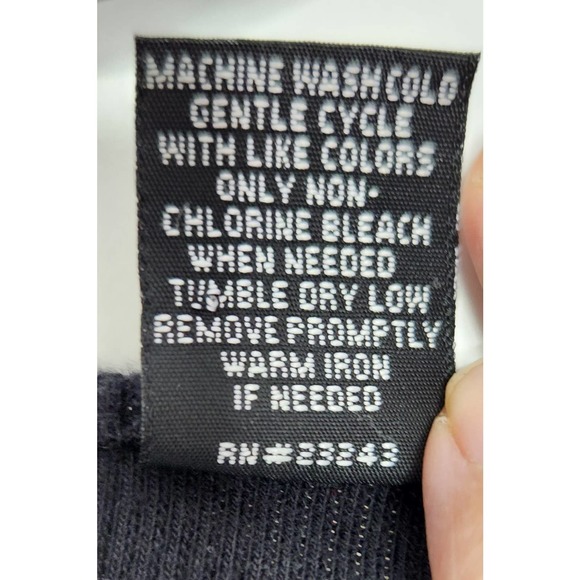 MACHINE WASH COLD
GENTLE CYCLE
WITH LIKE COLORS
ONLY NON-
CHLORINE BLEACH
WHEN NEEDED
TUMBLE DRY LOW
REMOVE PROMPTLY
WARM IRON
IF NEEDED
RN